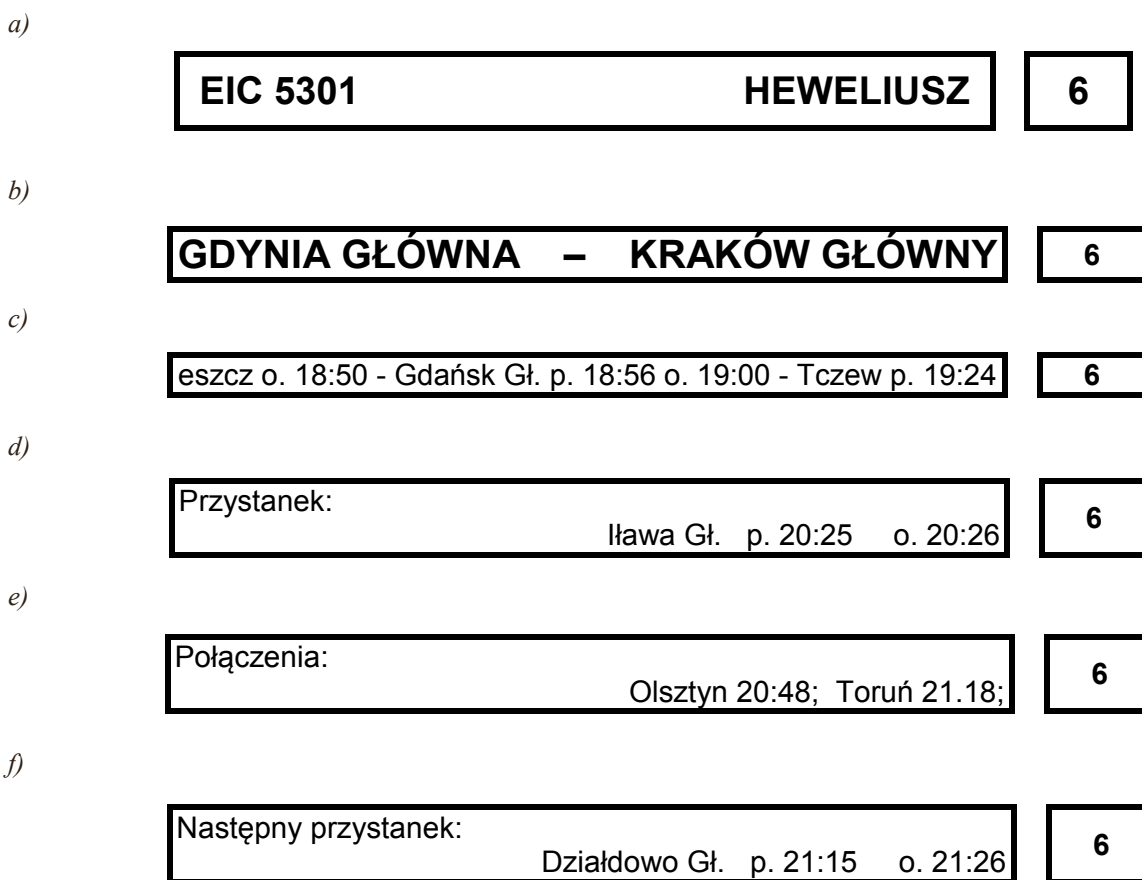 a)
EIC 5301 HEWELIUSZ 6
b)
GDYNIA GŁÓWNA – KRAKÓW GŁÓWNY 6
c)
eszcz o. 18:50 - Gdańsk Gł. p. 18:56 o. 19:00 - Tczew p. 19:24 6
d)
Przystanek:
Iława Gł. p. 20:25 o. 20:26 6
e)
Połączenia:
Olsztyn 20:48; Toruń 21.18; 6
f)
Następny przystanek:
Działdowo Gł. p. 21:15 o. 21:26 6